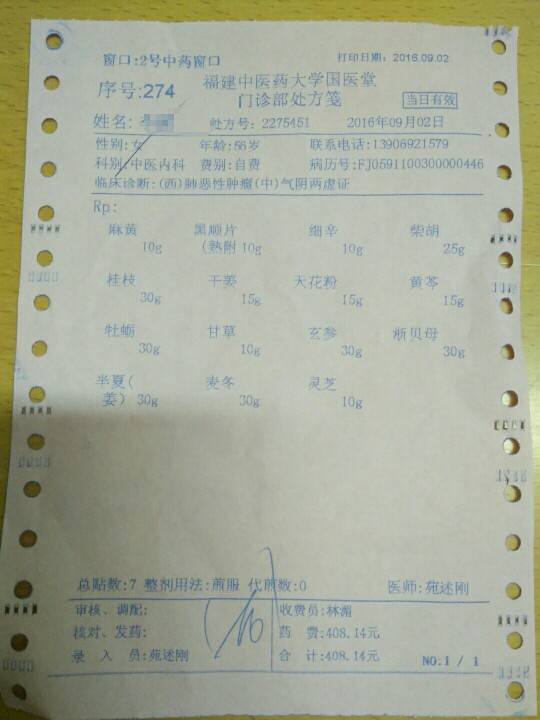 窗口:2号中药窗口 打印日期: 2016.09.02
序号:274 福建中医药大学国医堂
门诊部处方笺 当日有效
姓名: 处方号: 2275451 2016年09月02日
性别:女 年龄:56岁 联系电话:13906921579
科别:中医内科 费别:自费 病历号:FJ0591100300000446
临床诊断:(西)肺恶性肿瘤(中)气阴两虚证
Rp:
麻黄 黑顺片 细辛 柴胡
10g (熟附 10g 10g 25g
桂枝 干姜 天花粉 黄芩
30g 15g 15g 15g
牡蛎 甘草 玄参 浙贝母
30g 10g 30g 30g
半夏( 麦冬 灵芝
姜) 30g 30g 10g
总贴数:7 整剂用法:煎服 代煎数:0 医师: 苑述刚
审核、调配: 收费员:林湄
核对、发药: 药 费:408.14元
录 入 员:苑述刚 合 计:408.14元 NO:1 / 1